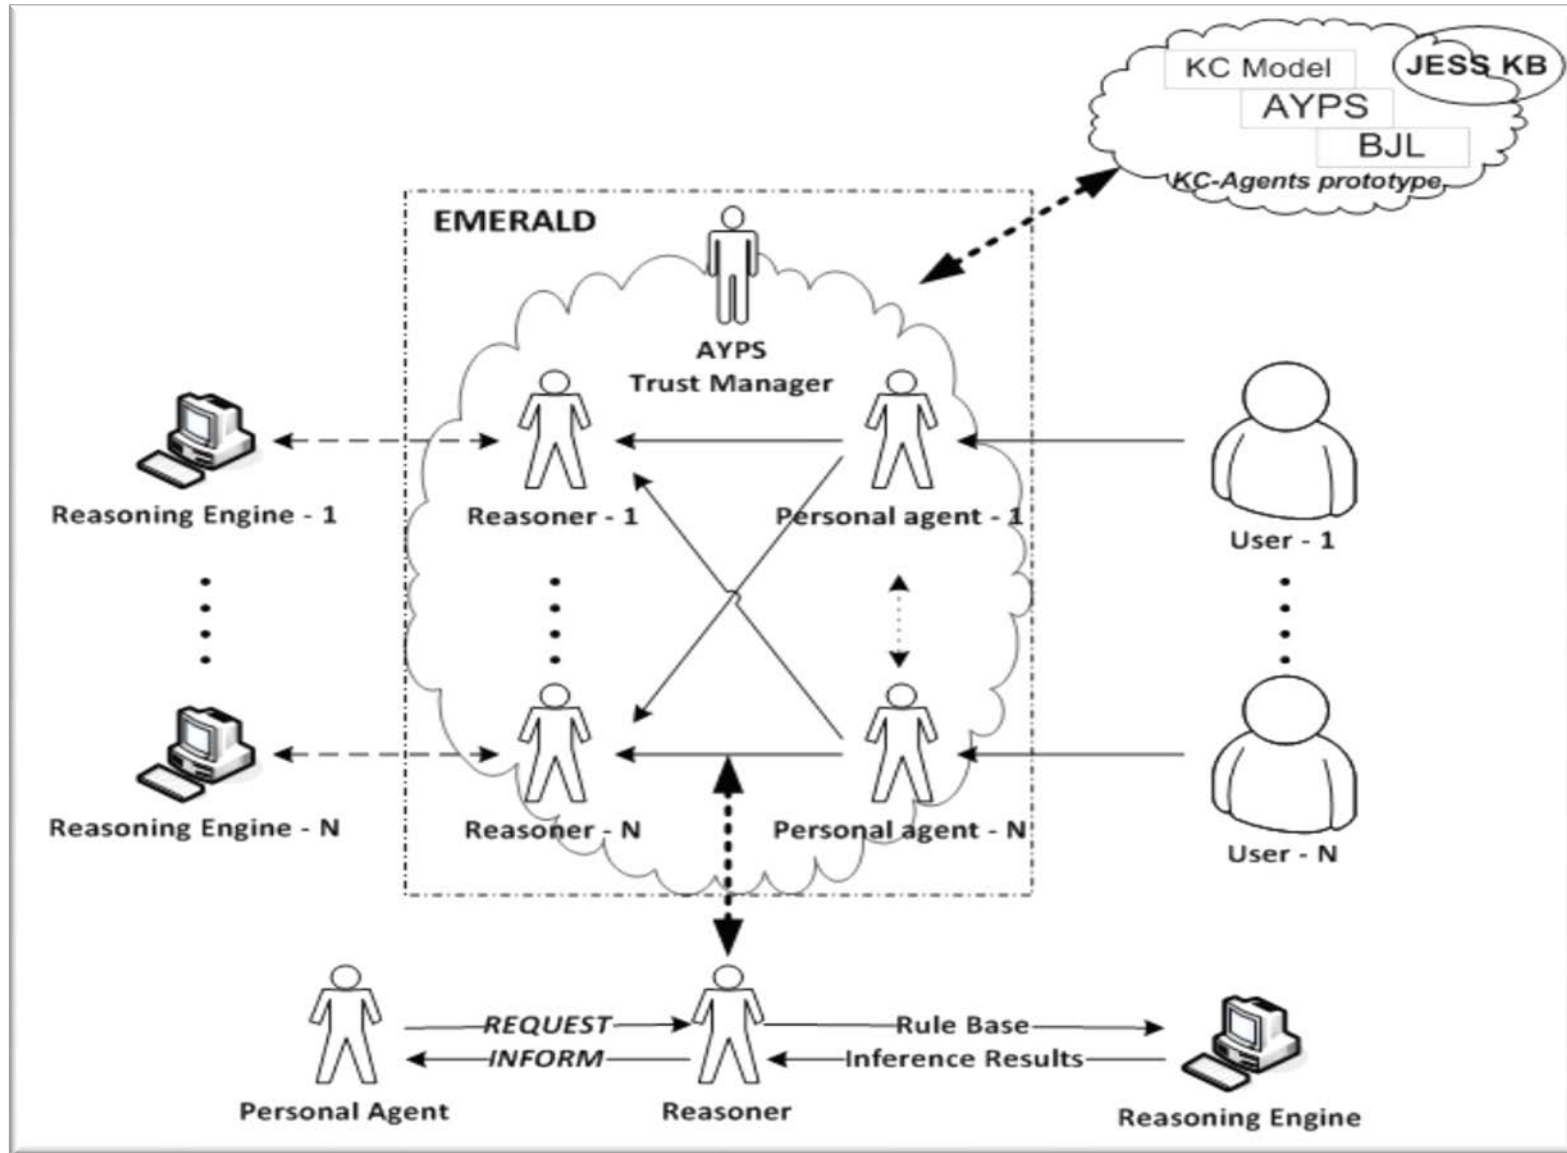 KC Model
JESS KB
AYPS
BJL
KC-Agents prototype
EMERALD
AYPS
Trust Manager
Reasoning Engine - 1
Reasoner - 1
Personal agent - 1
User - 1
Reasoning Engine - N
Reasoner - N
Personal agent - N
User - N
REQUEST
Rule Base
INFORM
Inference Results
Personal Agent
Reasoner
Reasoning Engine